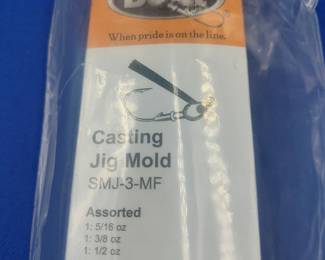 When pride is on the line.
Casting
Jig Mold
SMJ-3-MF
Assorted
1: 5/16 oz
1: 3/8 oz
1: 1/2 oz